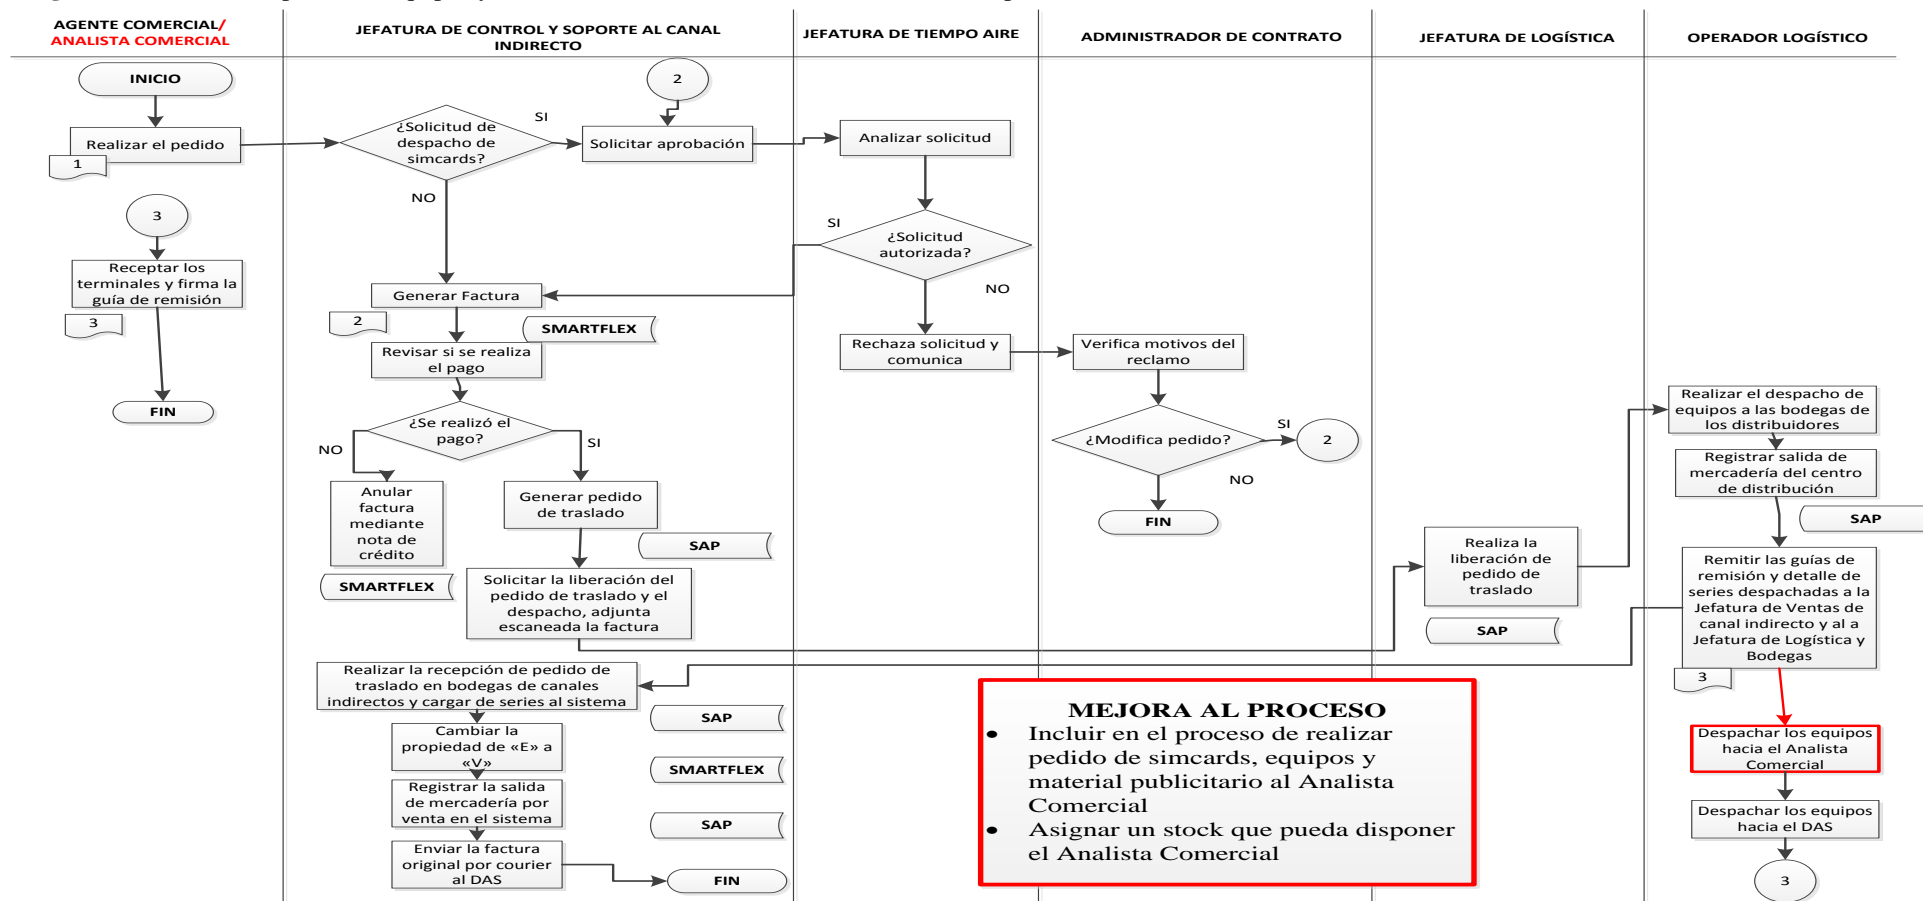 AGENTE COMERCIAL/
ANALISTA COMERCIAL
JEFATURA DE CONTROL Y SOPORTE AL CANAL
INDIRECTO
JEFATURA DE TIEMPO AIRE
ADMINISTRADOR DE CONTRATO
JEFATURA DE LOGÍSTICA
OPERADOR LOGÍSTICO
INICIO
Realizar el pedido
1
3
Receptar los
terminales y firma la
guía de remisión
3
FIN
2
¿Solicitud de
despacho de
simcards?
SI
NO
Solicitar aprobación
Generar Factura
2
SMARTFLEX
Revisar si se realiza
el pago
¿Se realizó el
pago?
NO
SI
Anular
factura
mediante
nota de
crédito
SMARTFLEX
Generar pedido
de traslado
SAP
Solicitar la liberación del
pedido de traslado y el
despacho, adjunta
escaneada la factura
Realizar la recepción de pedido de
traslado en bodegas de canales
indirectos y cargar de series al sistema
SAP
Cambiar la
propiedad de «E» a
«V»
SMARTFLEX
Registrar la salida
de mercadería por
venta en el sistema
SAP
Enviar la factura
original por courier
al DAS
FIN
Analizar solicitud
¿Solicitud
autorizada?
SI
NO
Rechaza solicitud y
comunica
Verifica motivos del
reclamo
¿Modifica pedido?
SI
2
NO
FIN
Realiza la
liberación de
pedido de
traslado
SAP
Realizar el despacho de
equipos a las bodegas de
los distribuidores
Registrar salida de
mercadería del centro
de distribución
SAP
Remitir las guías de
remisión y detalle de
series despachadas a la
Jefatura de Ventas de
canal indirecto y al a
Jefatura de Logística y
Bodegas
3
Despachar los equipos
hacia el Analista
Comercial
Despachar los equipos
hacia el DAS
3
MEJORA AL PROCESO
• Incluir en el proceso de realizar
pedido de simcards, equipos y
material publicitario al Analista
Comercial
• Asignar un stock que pueda disponer
el Analista Comercial